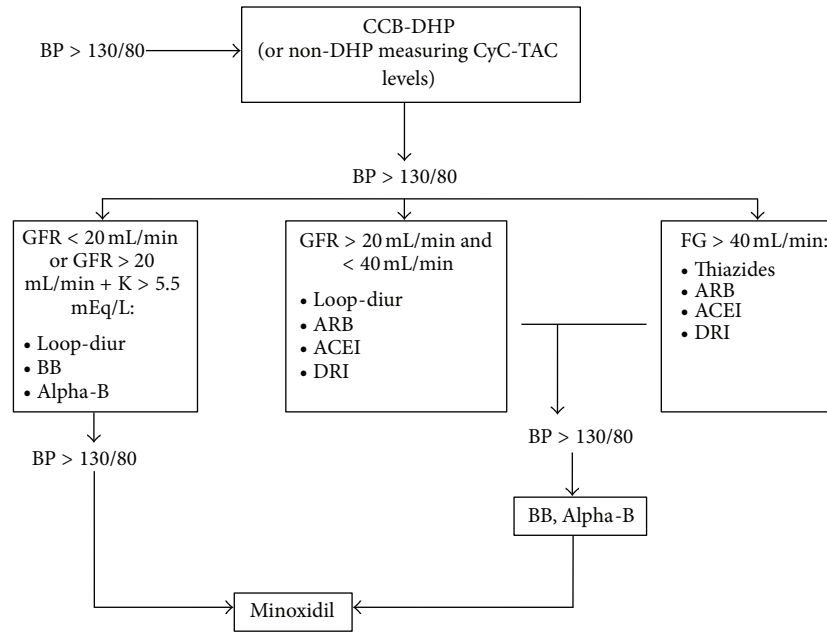 BP > 130/80
CCB-DHP
(or non-DHP measuring CyC-TAC
levels)
BP > 130/80
GFR < 20 mL/min
or GFR > 20
mL/min + K > 5.5
mEq/L:
• Loop-diur
• BB
• Alpha-B
GFR > 20 mL/min and
< 40 mL/min
• Loop-diur
• ARB
• ACEI
• DRI
FG > 40 mL/min:
• Thiazides
• ARB
• ACEI
• DRI
BP > 130/80
BP > 130/80
BB, Alpha-B
Minoxidil